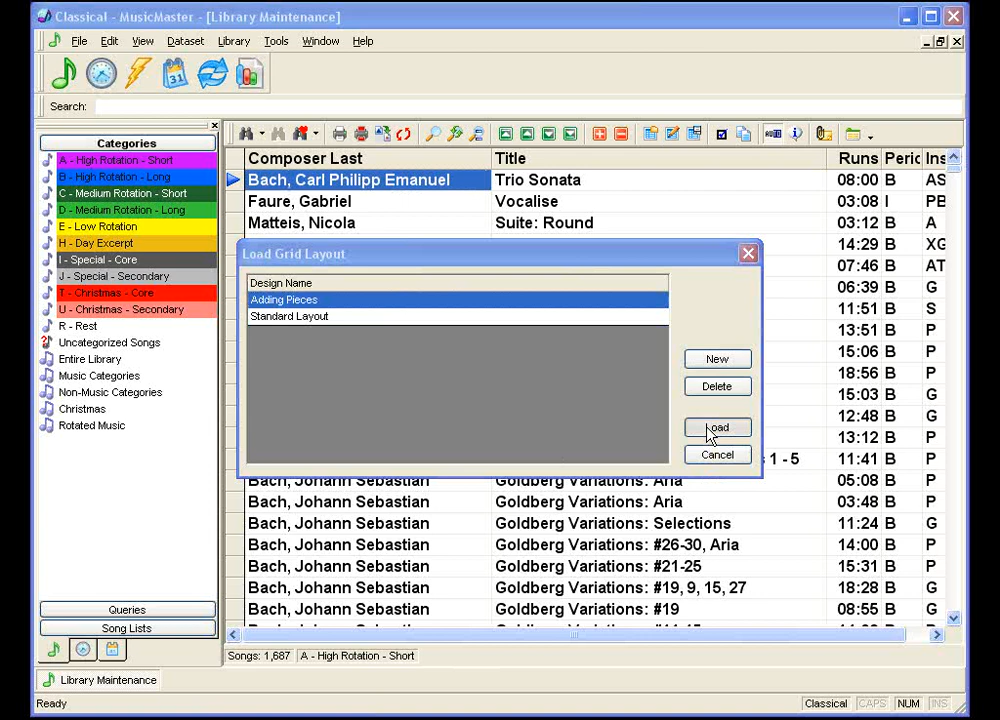 Classical - MusicMaster - [Library Maintenance]
File Edit View Dataset Library Tools Window Help
31
Search:
Categories
A - High Rotation - Short
B - High Rotation - Long
C - Medium Rotation - Short
D - Medium Rotation - Long
E - Low Rotation
H - Day Excerpt
I - Special - Core
J - Special - Secondary
T - Christmas - Core
U - Christmas - Secondary
R - Rest
Uncategorized Songs
Entire Library
Music Categories
Non-Music Categories
Christmas
Rotated Music
Queries
Song Lists
Composer Last Title Runs Peric Ins
Bach, Carl Philipp Emanuel Trio Sonata 08:00 B AS
Faure, Gabriel Vocalise 03:08 I PB
Matteis, Nicola Suite: Round 03:12 B A
14:29 B XG
07:46 B AT
06:39 B G
11:51 B S
13:51 B P
15:06 B P
18:56 B P
15:03 B G
12:48 B G
13:12 B P
1 - 5 11:41 B P
Bach, Johann Sebastian Goldberg Variations: Aria 05:08 B G
Bach, Johann Sebastian Goldberg Variations: Aria 03:48 B P
Bach, Johann Sebastian Goldberg Variations: Selections 11:24 B G
Bach, Johann Sebastian Goldberg Variations: #26-30, Aria 14:00 B P
Bach, Johann Sebastian Goldberg Variations: #21-25 15:31 B P
Bach, Johann Sebastian Goldberg Variations: #19, 9, 15, 27 18:28 B G
Bach, Johann Sebastian Goldberg Variations: #19 08:55 B G
Load Grid Layout
Design Name
Adding Pieces
Standard Layout
New
Delete
Load
Cancel
Songs: 1,687 A - High Rotation - Short
Library Maintenance
Ready Classical CAPS NUM INS